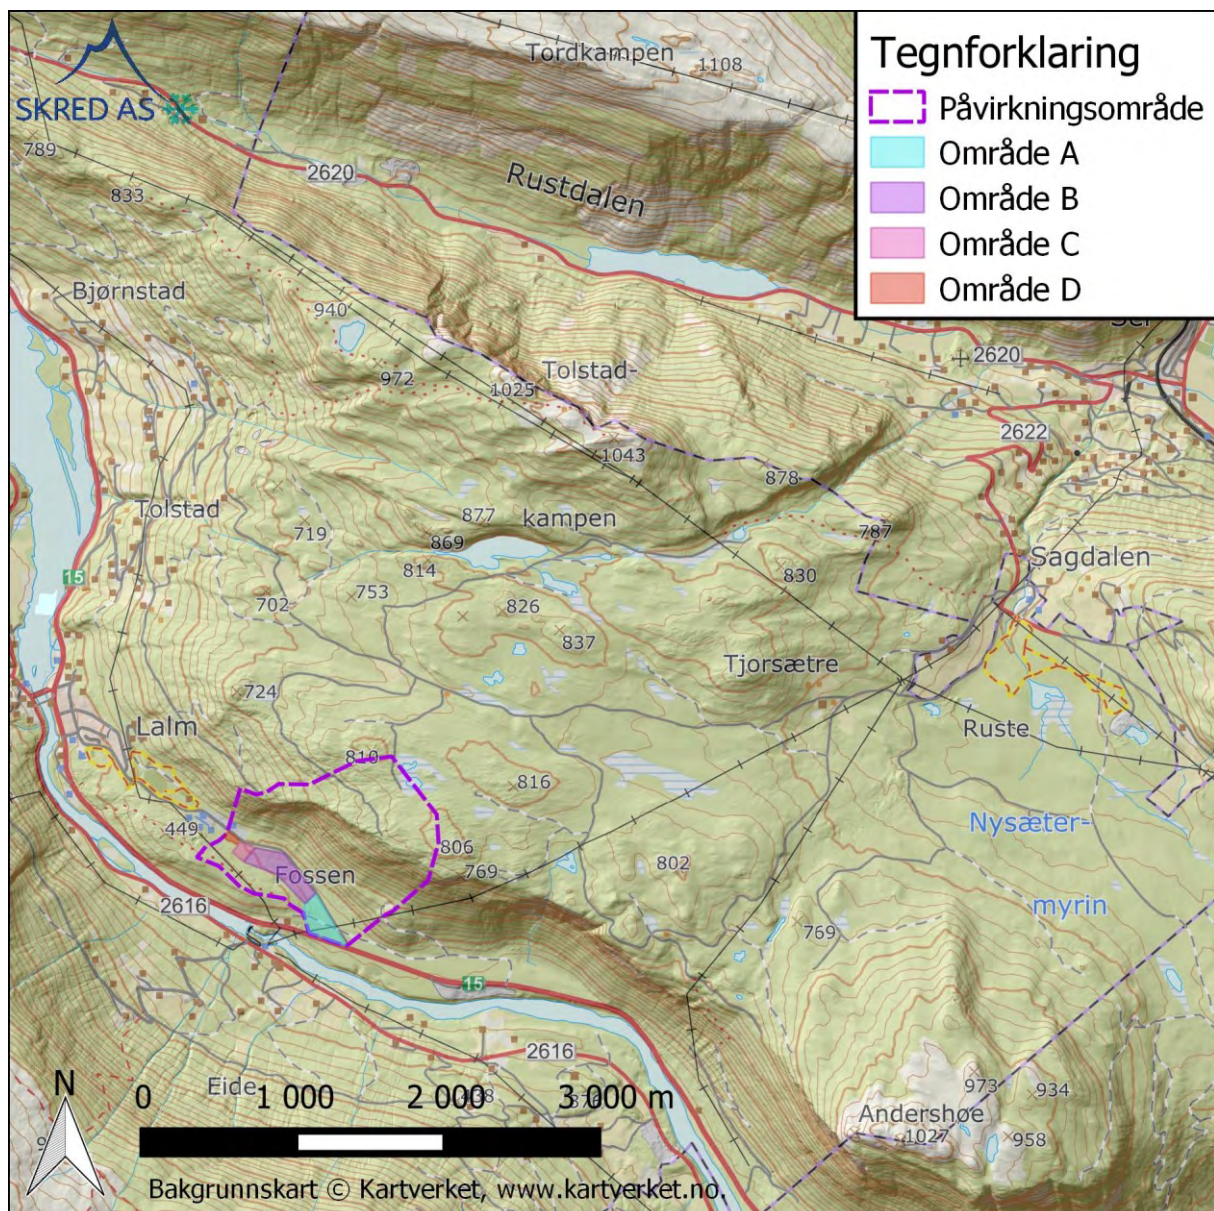 SKRED AS
Tegnforklaring
Påvirkningsområde
Område A
Område B
Område C
Område D
Tordkampen
1108
789
833
2620
Rustdalen
Bjørnstad
940
972
1025
Tolstad-
1043
2620
2622
878
877
kampen
869
719
Tolstad
787
Sagdalen
15
814
830
753
702
826
837
Tjorsætre
724
Lalm
Ruste
810
816
449
806
769
802
Nysæter-
Fossen
myrin
2616
769
15
2616
Eide
973
934
Andershøe
1027
958
N
0
1 000
2 000
3 000 m
Bakgrunnskart © Kartverket, www.kartverket.no.